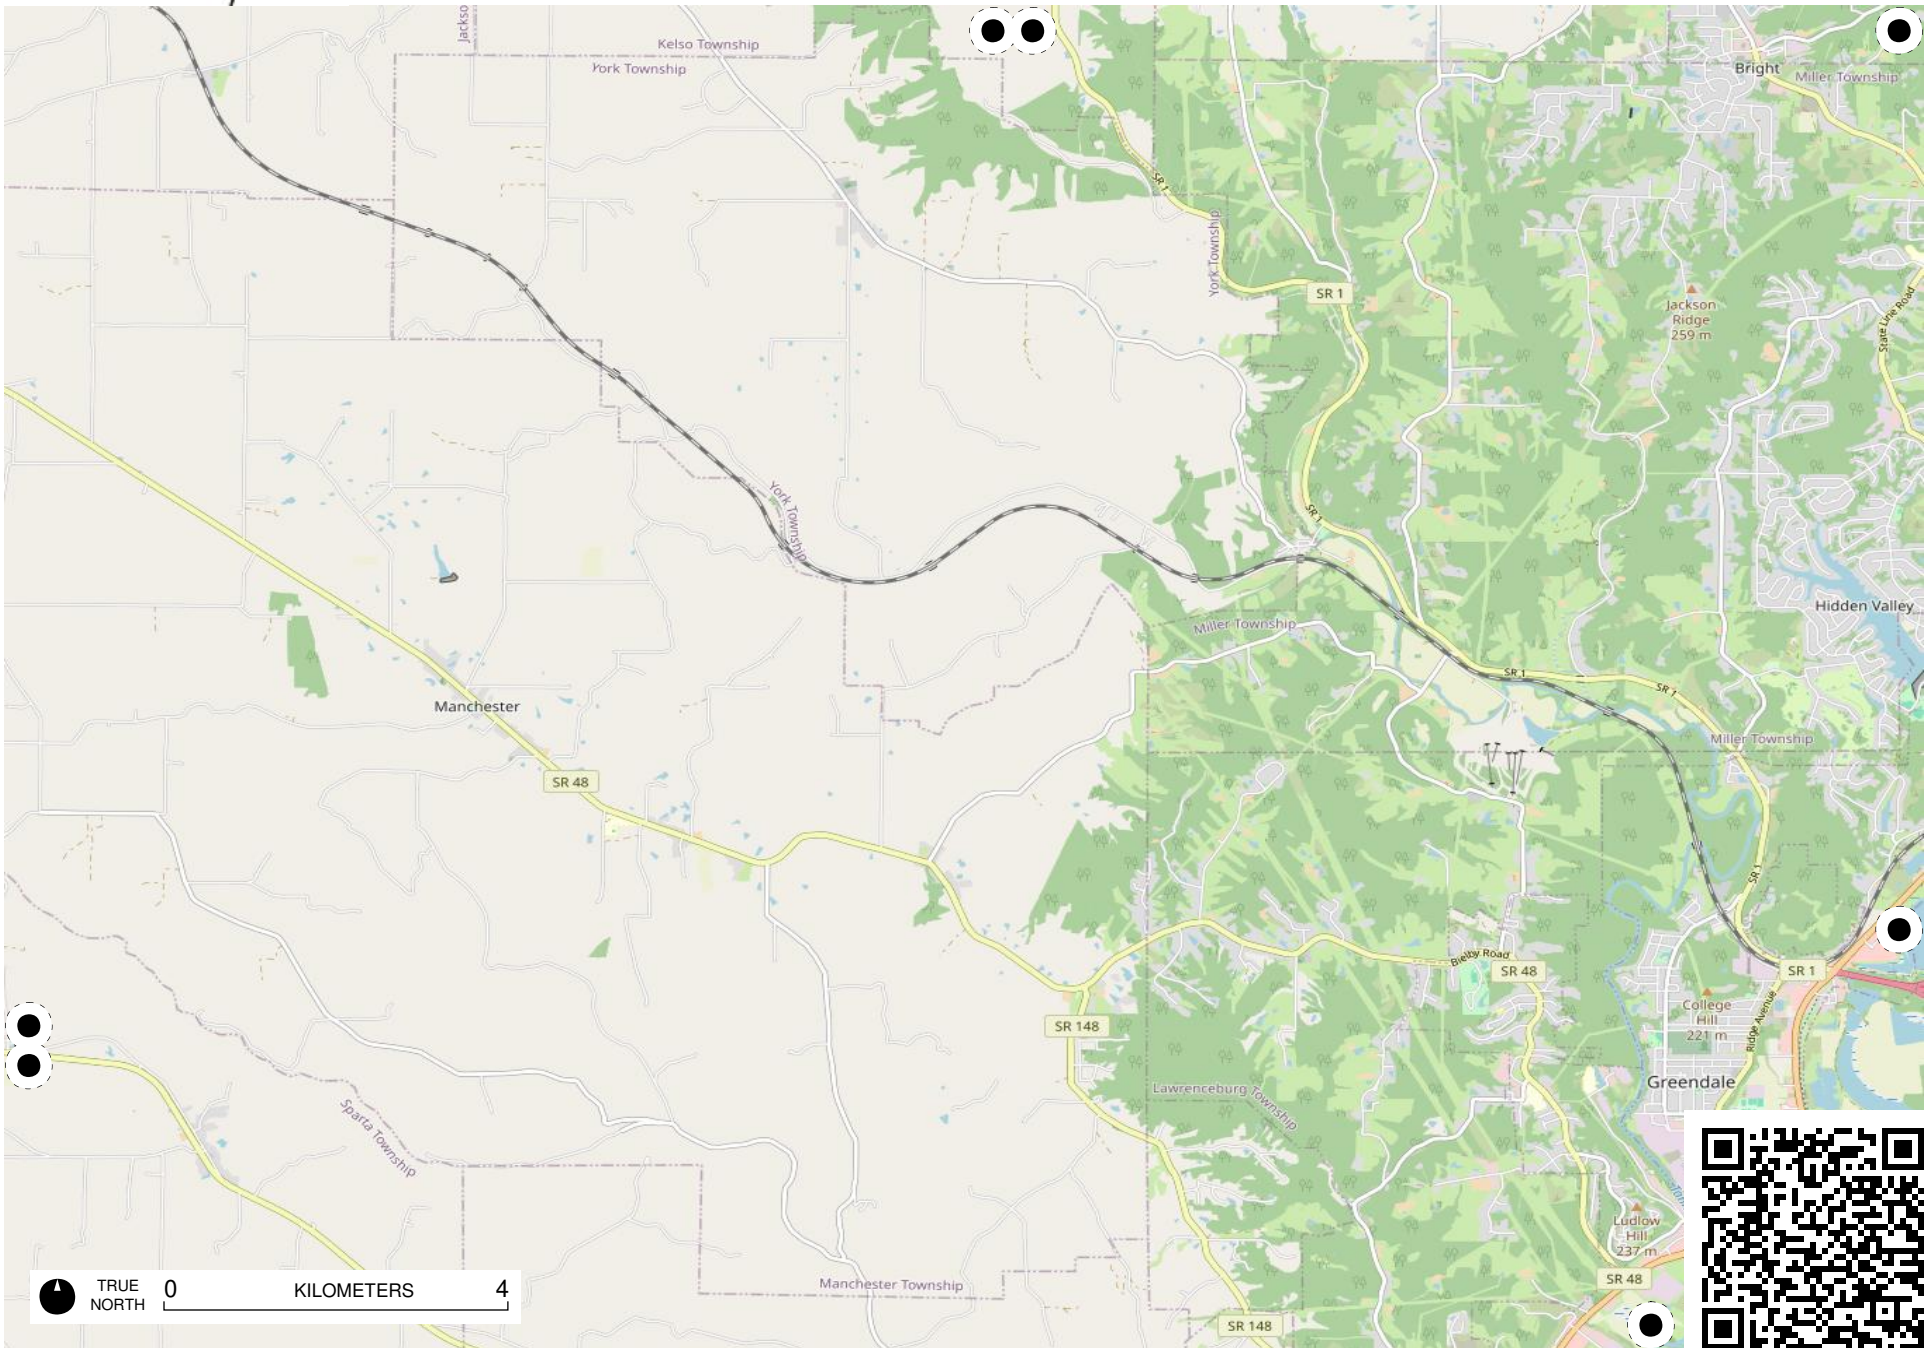 Jackso
Kelso Township
York Township
Bright
Miller Township
SR 1
York Township
SR 1
Jackson
Ridge
259 m
State Line Road
SR 1
York Township
Hidden Valley
Miller Township
SR 1
SR 1
Manchester
Miller Township
SR 48
SR 1
Bielby Road
SR 48
SR 1
College
Hill
221 m
Ridge Avenue
SR 148
Greendale
Lawrenceburg Township
Sparta Township
Ludlow
Hill
237 m
SR 48
Manchester Township
SR 148
TRUE
NORTH
0 KILOMETERS 4